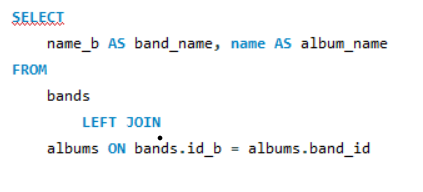 SELECT
name_b AS band_name, name AS album_name
FROM
bands
LEFT JOIN
albums ON bands.id_b = albums.band_id